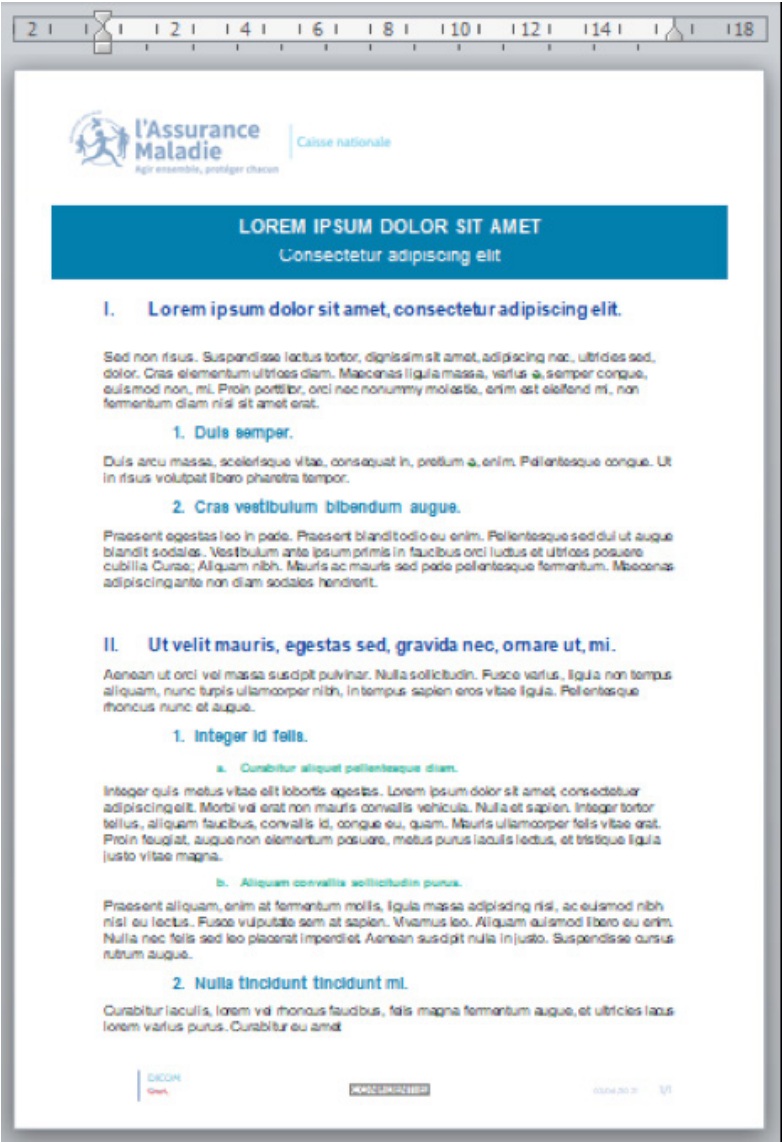 2 1 2 4 6 8 10 12 14 18
l'Assurance
Maladie
Agir ensemble, protéger chacun
Caisse nationale
LOREM IPSUM DOLOR SIT AMET
Consectetur adipiscing elit
I. Lorem ipsum dolor sit amet, consectetur adipiscing elit.
Sed non risus. Suspendisse lectus tortor, dignissim sit amet, adipiscing nec, ultricies sed,
dolor. Cras elementum ultrices diam. Maecenas ligula massa, varius a, semper congue,
euismod non, mi. Proin porttitor, orci nec nonummy molestie, enim est eleifend mi, non
fermentum diam nisl sit amet erat.
1. Duis semper.
Duis arcu massa, scelerisque vitae, consequat in, pretium a, enim. Pellentesque congue. Ut
in risus volutpat libero pharetra tempor.
2. Cras vestibulum bibendum augue.
Praesent egestas leo in pede. Praesent blandit odio eu enim. Pellentesque sed dui ut augue
blandit sodales. Vestibulum ante ipsum primis in faucibus orci luctus et ultrices posuere
cubilia Curae; Aliquam nibh. Mauris ac mauris sed pede pellentesque fermentum. Maecenas
adipiscing ante non diam sodales hendrerit.
II. Ut velit mauris, egestas sed, gravida nec, ornare ut, mi.
Aenean ut orci vel massa suscipit pulvinar. Nulla sollicitudin. Fusce varius, ligula non tempus
aliquam, nunc turpis ullamcorper nibh, in tempus sapien eros vitae ligula. Pellentesque
rhoncus nunc et augue.
1. Integer id felis.
a. Curabitur aliquet pellentesque diam.
Integer quis metus vitae elit lobortis egestas. Lorem ipsum dolor sit amet, consectetuer
adipiscing elit. Morbi vel erat non mauris convallis vehicula. Nulla et sapien. Integer tortor
tellus, aliquam faucibus, convallis id, congue eu, quam. Mauris ullamcorper felis vitae erat.
Proin feugiat, augue non elementum posuere, metus purus iaculis lectus, et tristique ligula
justo vitae magna.
b. Aliquam convallis sollicitudin purus.
Praesent aliquam, enim at fermentum mollis, ligula massa adipiscing nisl, ac euismod nibh
nisl eu lectus. Fusce vulputate sem at sapien. Vivamus leo. Aliquam euismod libero eu enim.
Nulla nec felis sed leo placerat imperdiet. Aenean suscipit nulla in justo. Suspendisse cursus
rutrum augue.
2. Nulla tincidunt tincidunt mi.
Curabitur iaculis, lorem vel rhoncus faucibus, felis magna fermentum augue, et ultricies lacus
lorem varius purus. Curabitur eu amet
DICOM
1/1